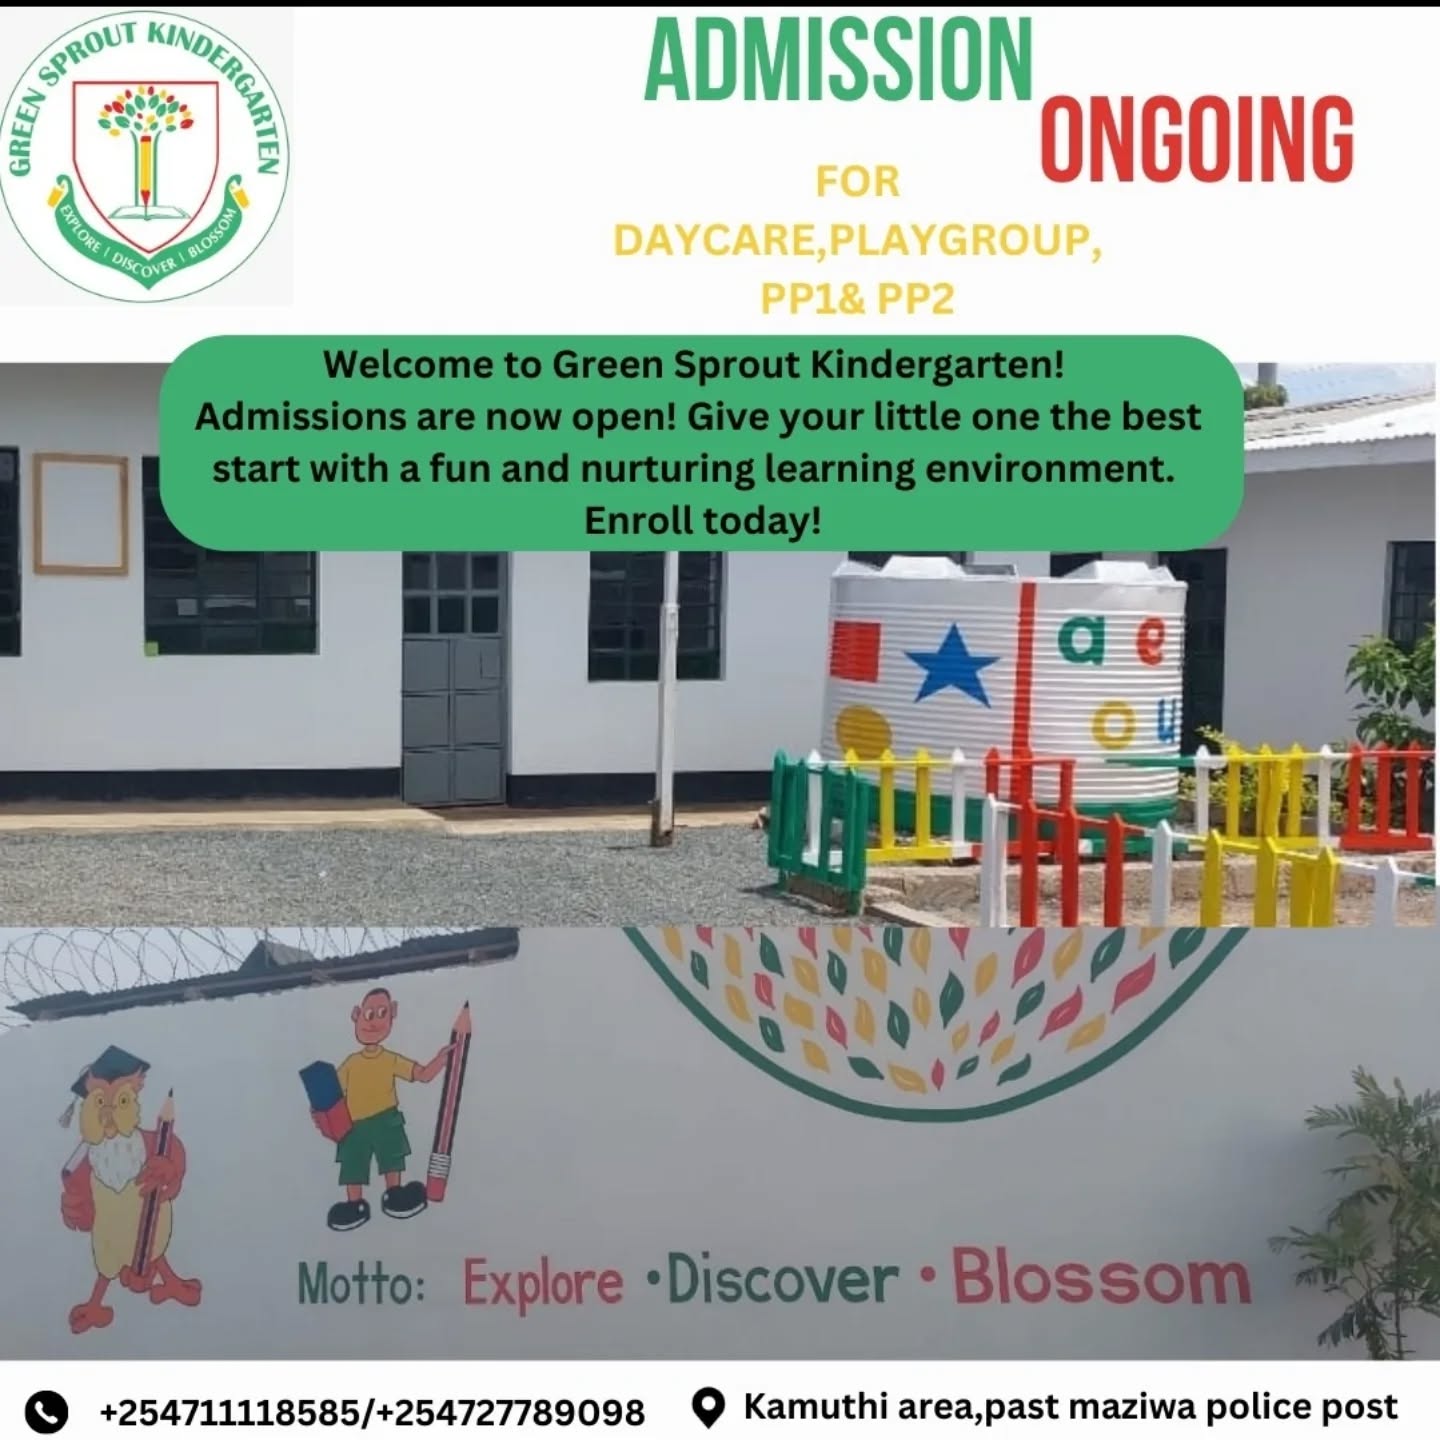 GREEN SPROUT KINDERGARTEN
EXPLORE | DISCOVER | BLOSSOM
ADMISSION
ONGOING
FOR
DAYCARE,PLAYGROUP,
PP1& PP2
Welcome to Green Sprout Kindergarten!
Admissions are now open! Give your little one the best
start with a fun and nurturing learning environment.
Enroll today!
a e
o u
Motto: Explore • Discover • Blossom
+254711118585/+254727789098
Kamuthi area,past maziwa police post